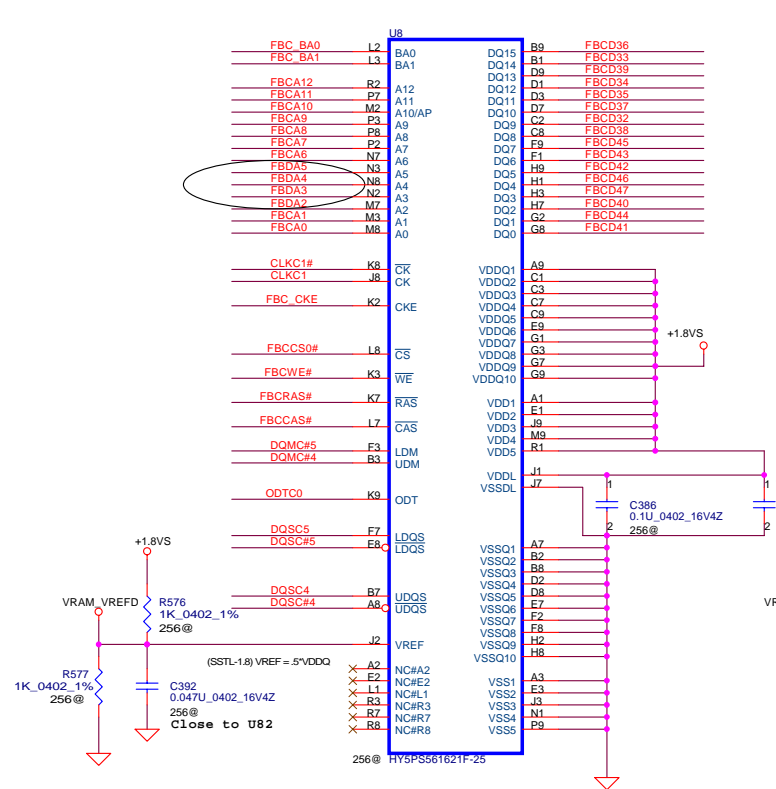 U8
FBC_BA0 L2 BA0 DQ15 B9 FBCD36
FBC_BA1 L3 BA1 DQ14 B1 FBCD33
DQ13 D9 FBCD39
FBCA12 R2 A12 DQ12 D1 FBCD34
FBCA11 P7 A11 DQ11 D3 FBCD35
FBCA10 M2 A10/AP DQ10 D7 FBCD37
FBCA9 P3 A9 DQ9 C2 FBCD32
FBCA8 P8 A8 DQ8 C8 FBCD38
FBCA7 P2 A7 DQ7 F9 FBCD45
FBCA6 N7 A6 DQ6 F1 FBCD43
FBDA5 N3 A5 DQ5 H9 FBCD42
FBDA4 N8 A4 DQ4 H1 FBCD46
FBDA3 N2 A3 DQ3 H3 FBCD47
FBDA2 M7 A2 DQ2 H7 FBCD40
FBCA1 M3 A1 DQ1 G2 FBCD44
FBCA0 M8 A0 DQ0 G8 FBCD41
CLKC1# K8 CK VDDQ1 A9
CLKC1 J8 CK VDDQ2 C1
VDDQ3 C3
FBC_CKE K2 CKE VDDQ4 C7
VDDQ5 C9
VDDQ6 E9
VDDQ7 G1
+1.8VS
FBCCS0# L8 CS VDDQ8 G3
VDDQ9 G7
FBCWE# K3 WE VDDQ10 G9
FBCRAS# K7 RAS VDD1 A1
VDD2 E1
FBCCAS# L7 CAS VDD3 J9
VDD4 M9
DQMC#5 F3 LDM VDD5 R1
DQMC#4 B3 UDM
VDDL J1
ODTC0 K9 ODT VSSDL J7
1 1
C386
0.1U_0402_16V4Z
256@
2 2
DQSC5 F7 LDQS
DQSC#5 E8 LDQS VSSQ1 A7
+1.8VS
VSSQ2 B2
VSSQ3 B8
VSSQ4 D2
DQSC4 B7 UDQS VSSQ5 D8
DQSC#4 A8 UDQS VSSQ6 E7
VSSQ7 F2
VSSQ8 F8
VSSQ9 H2
VSSQ10 H8
VRAM_VREFD
R576
1K_0402_1%
256@
VR
J2 VREF
(SSTL-1.8) VREF = .5*VDDQ
A2 NC#A2 VSS1 A3
E2 NC#E2 VSS2 E3
L1 NC#L1 VSS3 J3
R3 NC#R3 VSS4 N1
R7 NC#R7 VSS5 P9
R8 NC#R8
R577
1K_0402_1%
256@
C392
0.047U_0402_16V4Z
256@
Close to U82
256@ HY5PS561621F-25